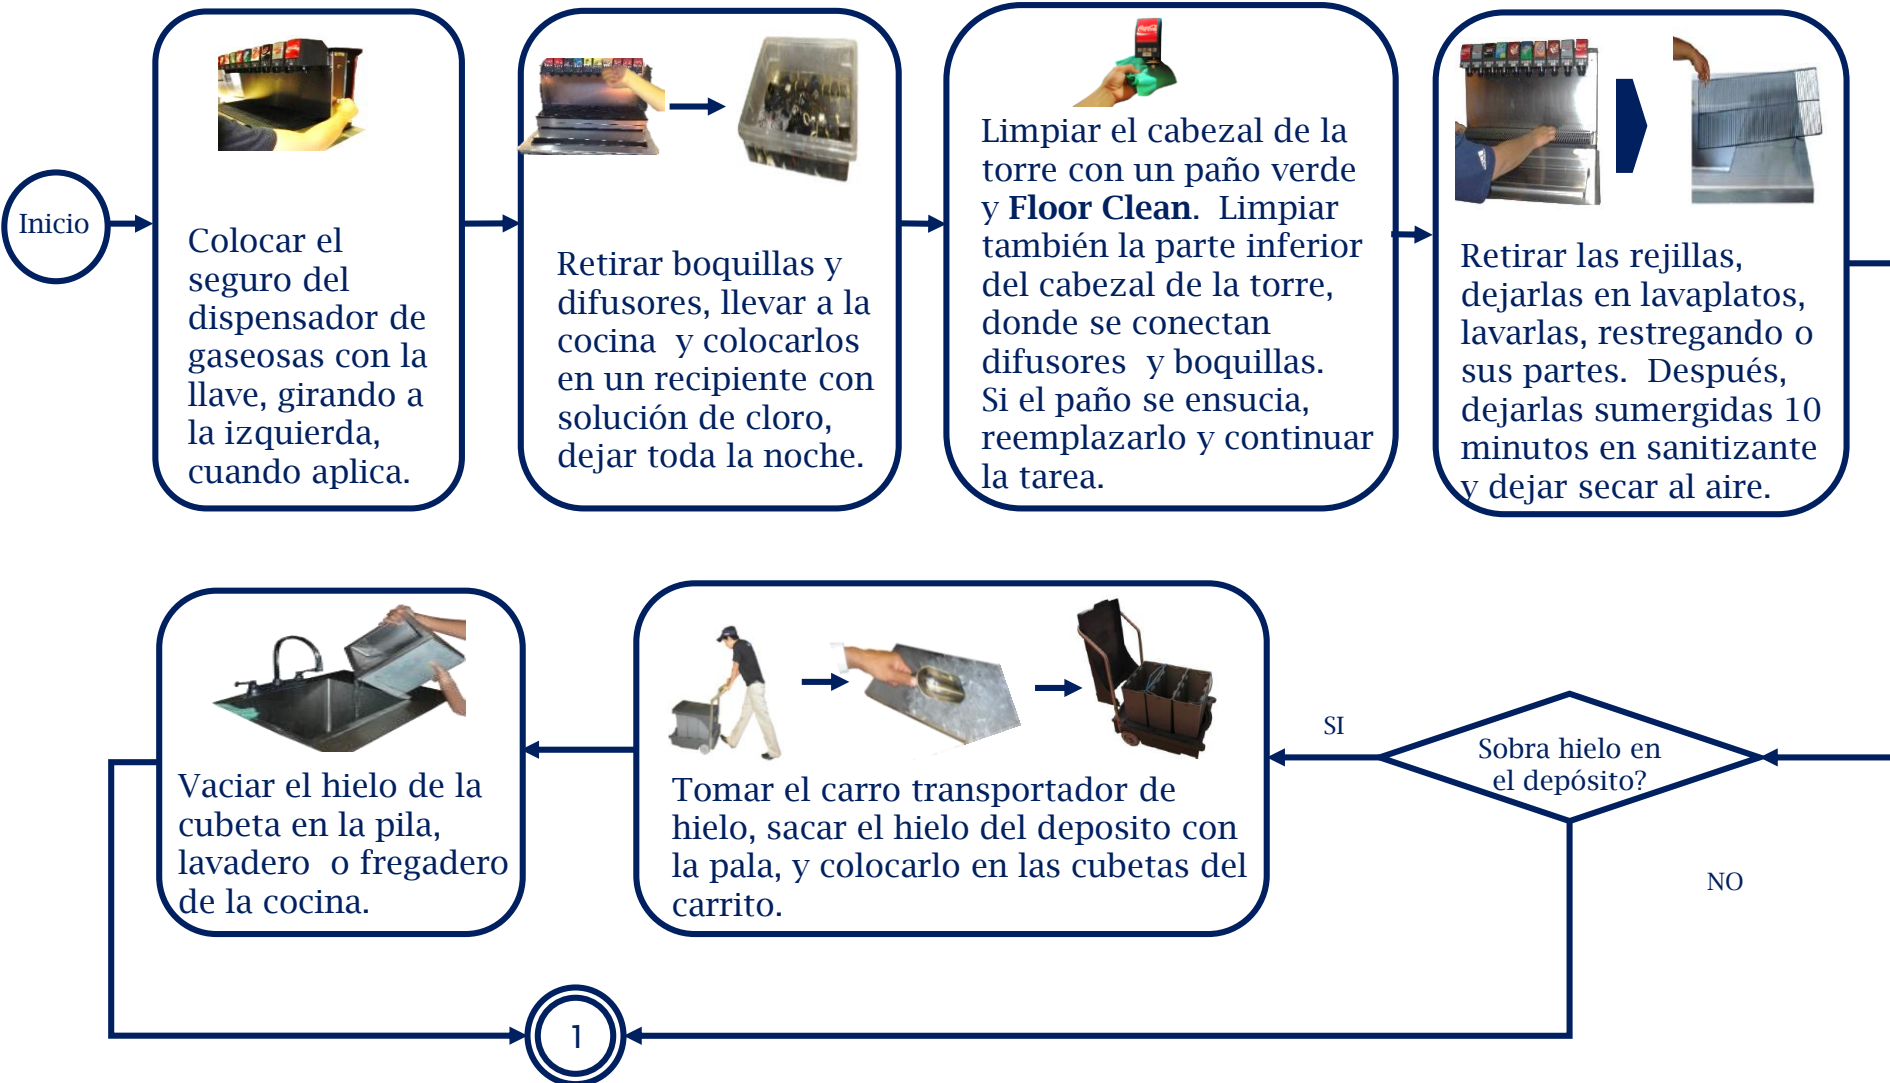 Inicio
Colocar el
seguro del
dispensador de
gaseosas con la
llave, girando a
la izquierda,
cuando aplica.
Retirar boquillas y
difusores, llevar a la
cocina y colocarlos
en un recipiente con
solución de cloro,
dejar toda la noche.
Limpiar el cabezal de la
torre con un paño verde
y Floor Clean. Limpiar
también la parte inferior
del cabezal de la torre,
donde se conectan
difusores y boquillas.
Si el paño se ensucia,
reemplazarlo y continuar
la tarea.
Retirar las rejillas,
dejarlas en lavaplatos,
lavarlas, restregando o
sus partes. Después,
dejarlas sumergidas 10
minutos en sanitizante
y dejar secar al aire.
Sobra hielo en
el depósito?
SI
NO
Tomar el carro transportador de
hielo, sacar el hielo del deposito con
la pala, y colocarlo en las cubetas del
carrito.
Vaciar el hielo de la
cubeta en la pila,
lavadero o fregadero
de la cocina.
1